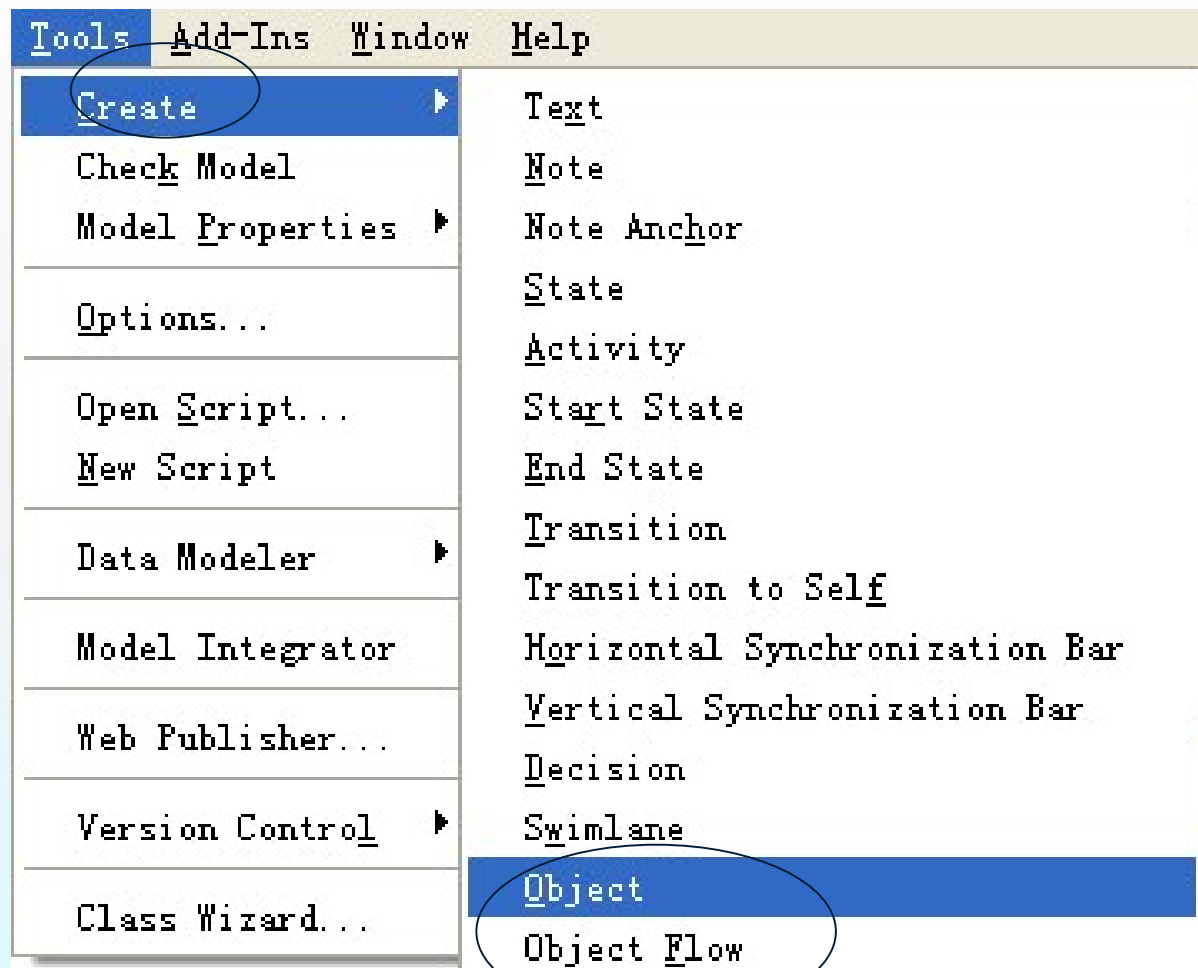 Tools Add-Ins Window Help
Create
Check Model
Model Properties
Options...
Open Script...
New Script
Data Modeler
Model Integrator
Web Publisher...
Version Control
Class Wizard...
Text
Note
Note Anchor
State
Activity
Start State
End State
Transition
Transition to Self
Horizontal Synchronization Bar
Vertical Synchronization Bar
Decision
Swimlane
Object
Object Flow